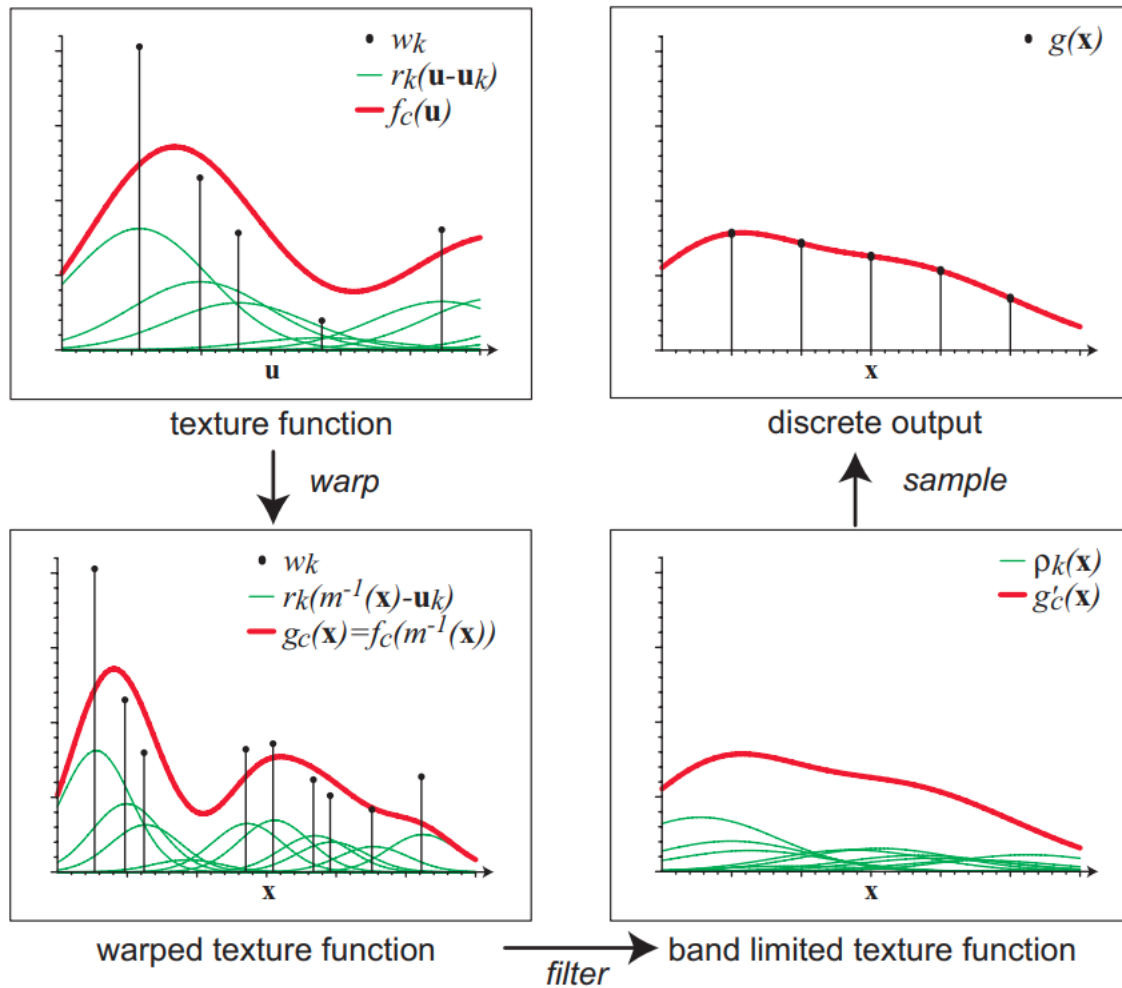 w_k
r_k(u-u_k)
f_c(u)
u
texture function
warp
w_k
r_k(m^{-1}(x)-u_k)
g_c(x)=f_c(m^{-1}(x))
x
warped texture function
filter
ρ_k(x)
g'_c(x)
x
band limited texture function
sample
g(x)
x
discrete output